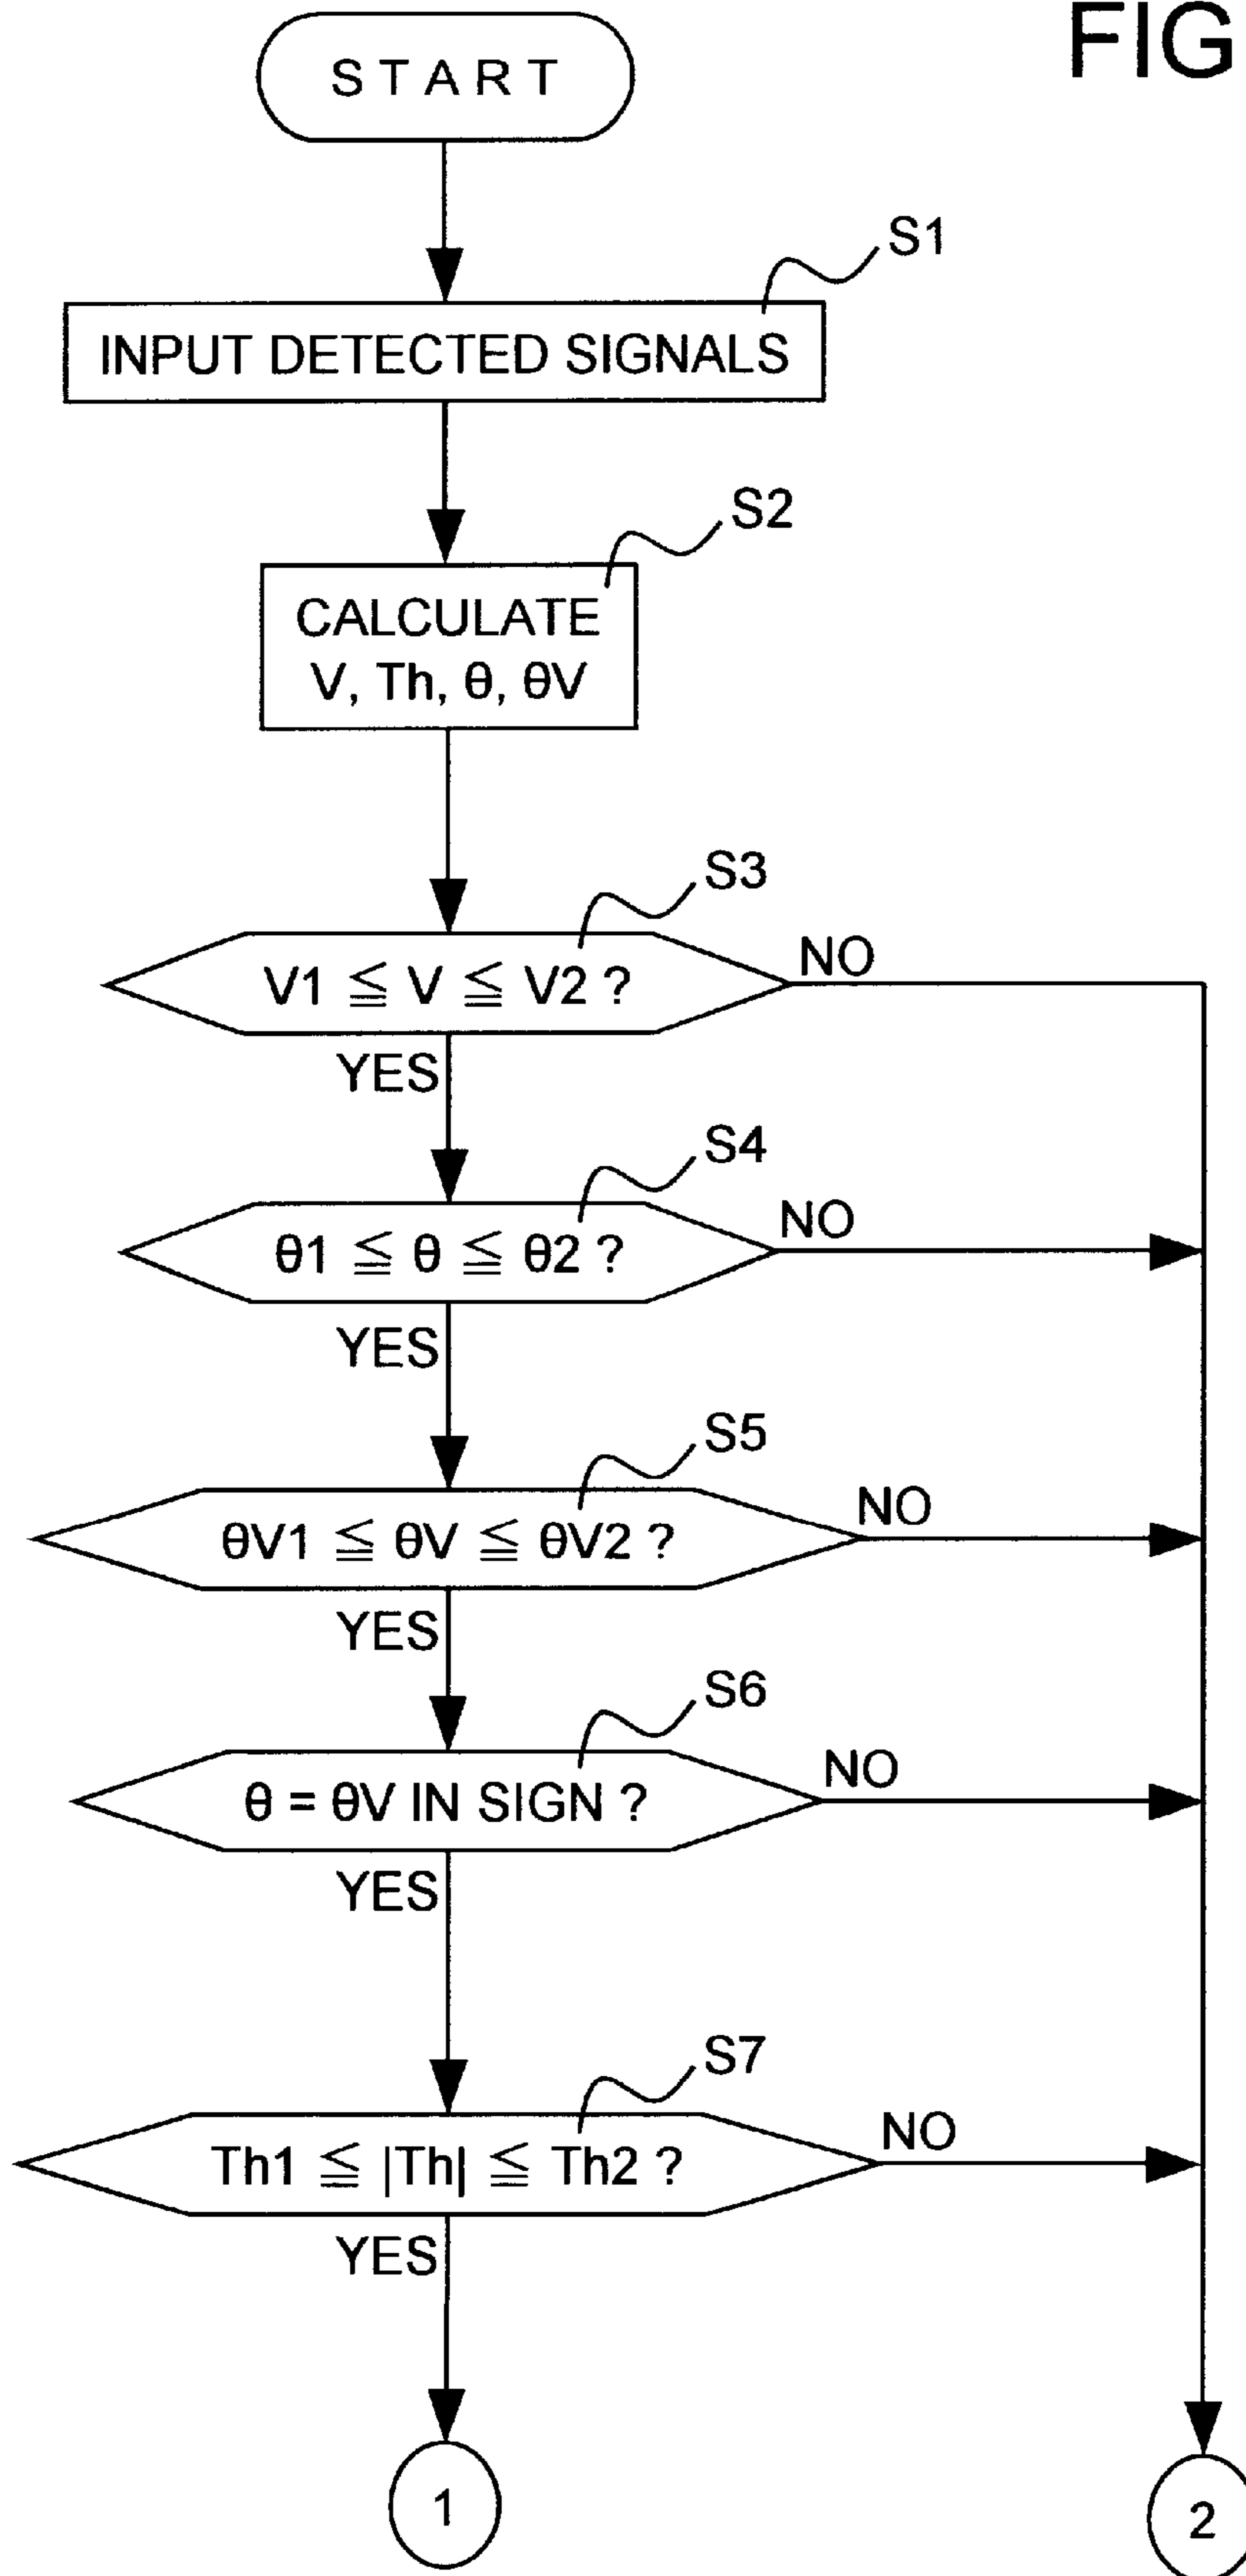 FIG
START
S1
INPUT DETECTED SIGNALS
S2
CALCULATE
V, Th, θ, θV
S3
V1 ≦ V ≦ V2 ?
NO
YES
S4
θ1 ≦ θ ≦ θ2 ?
NO
YES
S5
θV1 ≦ θV ≦ θV2 ?
NO
YES
S6
θ = θV IN SIGN ?
NO
YES
S7
Th1 ≦ |Th| ≦ Th2 ?
NO
YES
1
2